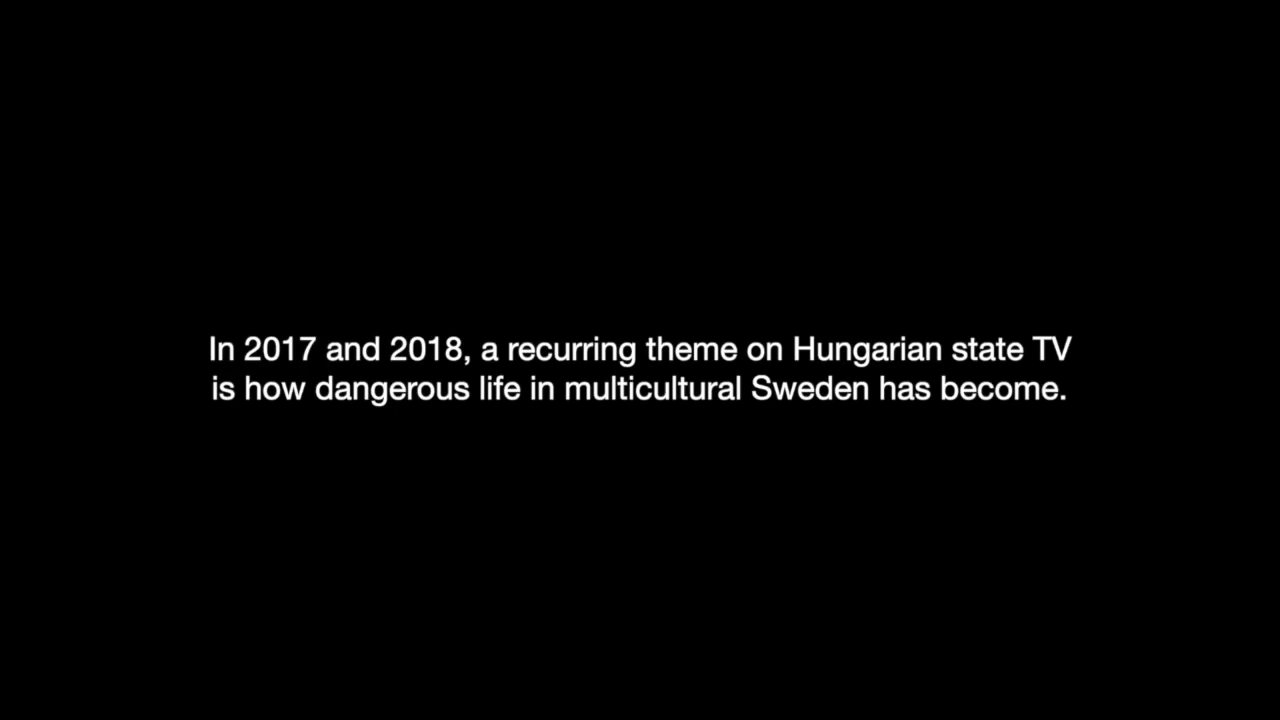 In 2017 and 2018, a recurring theme on Hungarian state TV
is how dangerous life in multicultural Sweden has become.